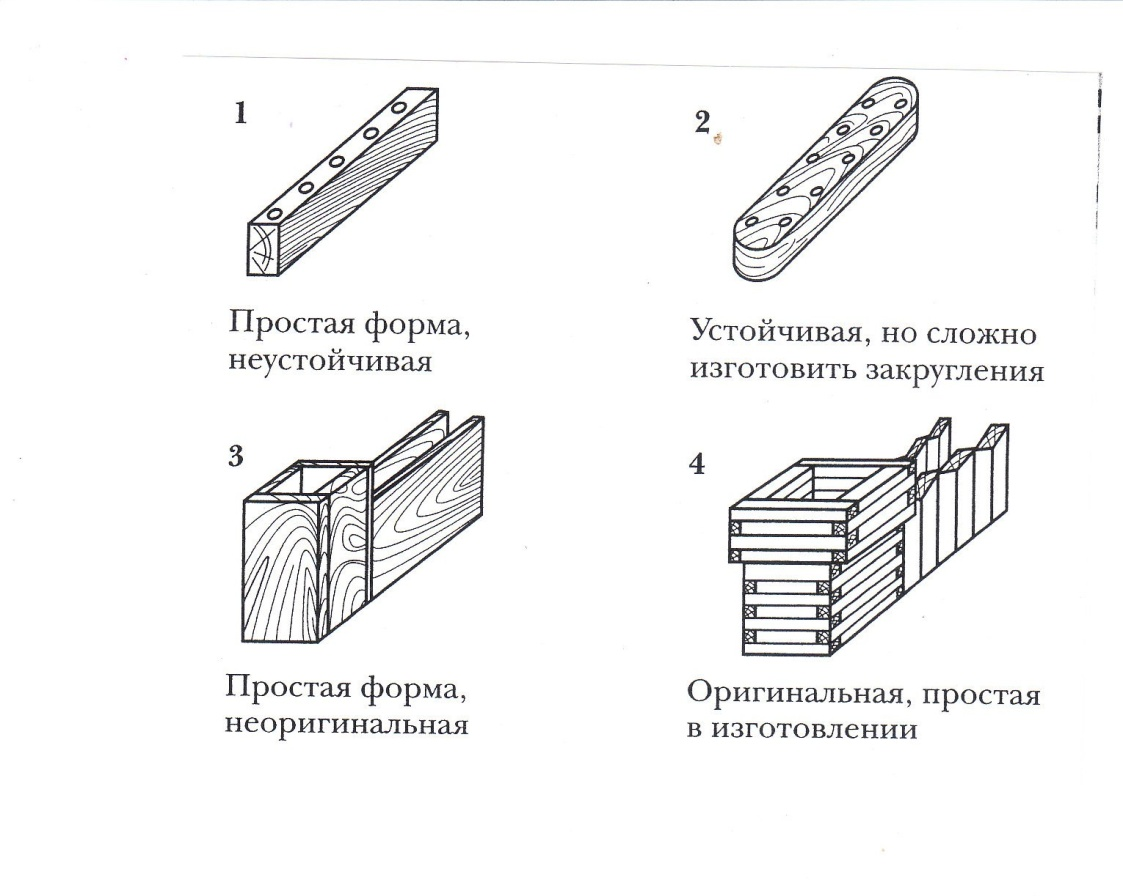 1
2
Простая форма,
неустойчивая
Устойчивая, но сложно
изготовить закругления
3
4
Простая форма,
неоригинальная
Оригинальная, простая
в изготовлении